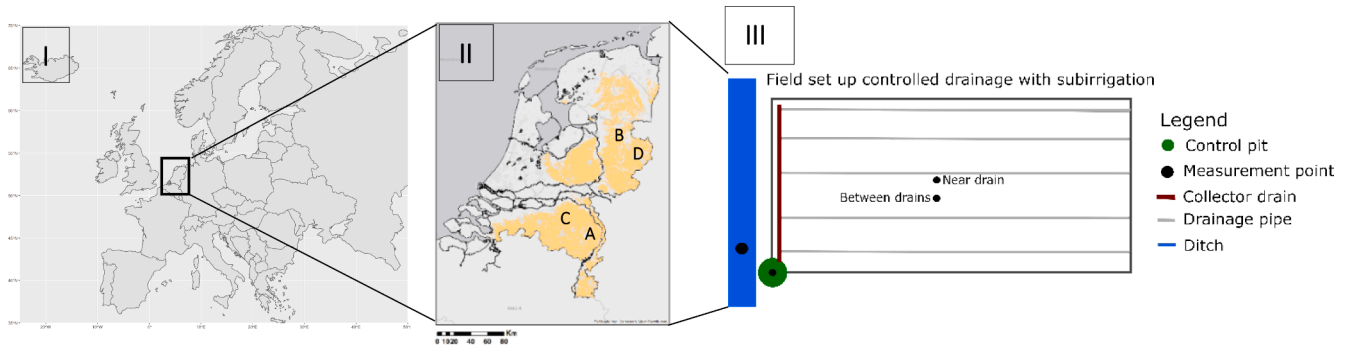 I
II
B
D
C
A
Km
0 10 20 40 60 80
III
Field set up controlled drainage with subirrigation
Near drain
Between drains
Legend
Control pit
Measurement point
Collector drain
Drainage pipe
Ditch